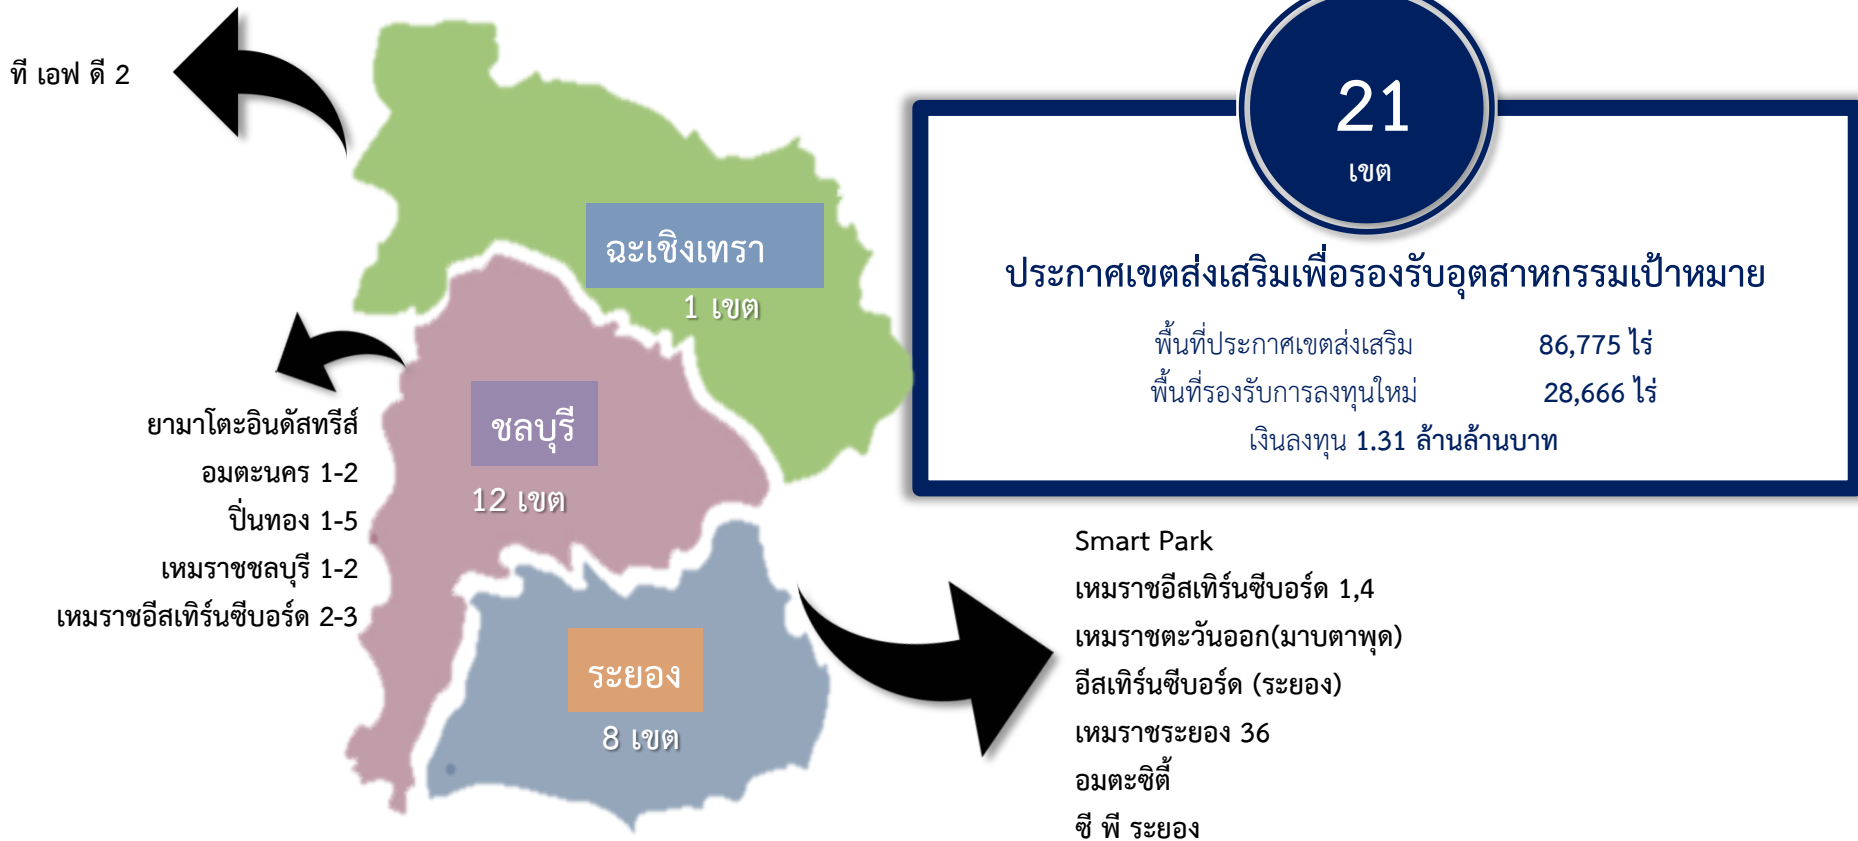 ที เอฟ ดี 2
ฉะเชิงเทรา
1 เขต
ชลบุรี
12 เขต
ยามาโตะอินดัสทรีส์
อมตะนคร 1-2
ปิ่นทอง 1-5
เหมราชชลบุรี 1-2
เหมราชอีสเทิร์นซีบอร์ด 2-3
ระยอง
8 เขต
21
เขต
ประกาศเขตส่งเสริมเพื่อรองรับอุตสาหกรรมเป้าหมาย
พื้นที่ประกาศเขตส่งเสริม 86,775 ไร่
พื้นที่รองรับการลงทุนใหม่ 28,666 ไร่
เงินลงทุน 1.31 ล้านล้านบาท
Smart Park
เหมราชอีสเทิร์นซีบอร์ด 1,4
เหมราชตะวันออก(มาบตาพุด)
อีสเทิร์นซีบอร์ด (ระยอง)
เหมราชระยอง 36
อมตะซิตี้
ซี พี ระยอง